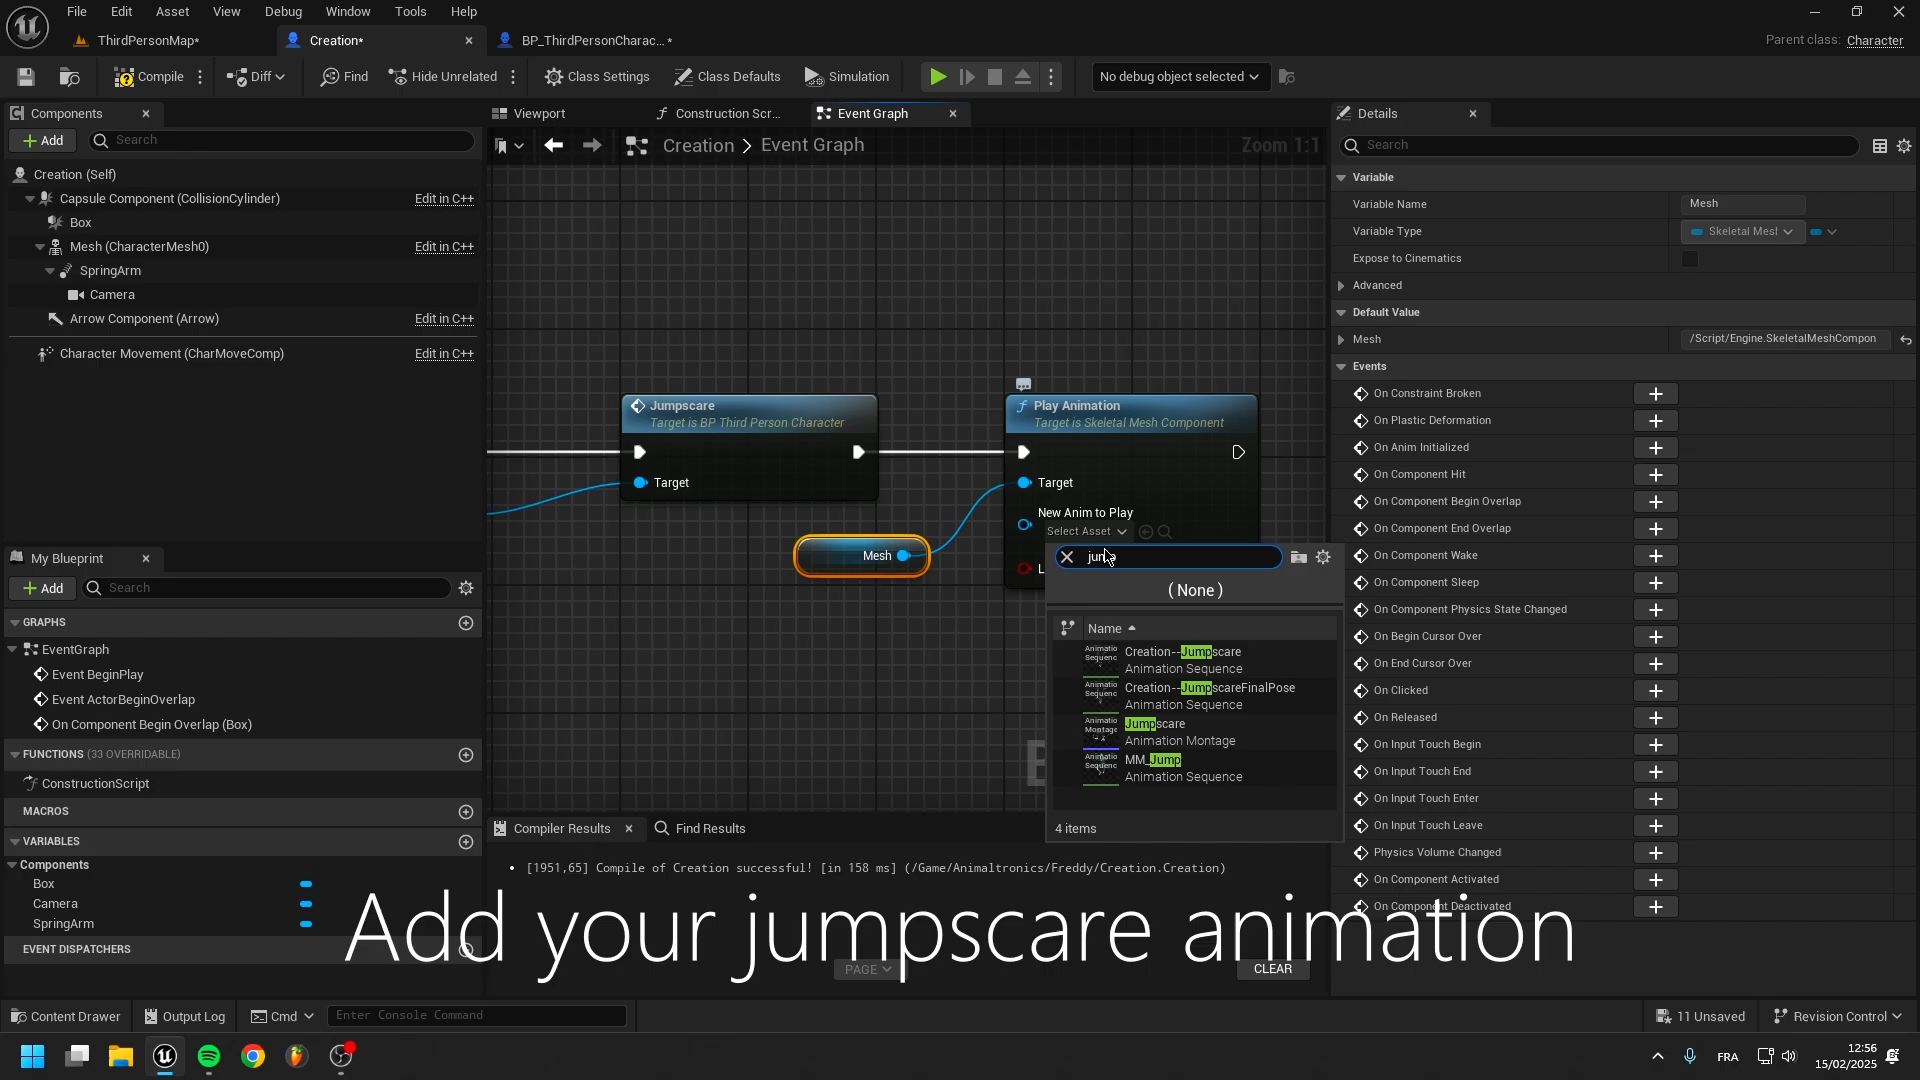 File Edit Asset View Debug Window Tools Help
ThirdPersonMap*
Creation*
BP_ThirdPersonCharac... *
Parent class: Character
Compile
Diff
Find
Hide Unrelated
Class Settings
Class Defaults
Simulation
No debug object selected
Components
Add
Search
Creation (Self)
Capsule Component (CollisionCylinder) Edit in C++
Box
Mesh (CharacterMesh0) Edit in C++
SpringArm
Camera
Arrow Component (Arrow) Edit in C++
Character Movement (CharMoveComp) Edit in C++
My Blueprint
Add
Search
GRAPHS
EventGraph
Event BeginPlay
Event ActorBeginOverlap
On Component Begin Overlap (Box)
FUNCTIONS (33 OVERRIDABLE)
ConstructionScript
MACROS
VARIABLES
Components
Box
Camera
SpringArm
EVENT DISPATCHERS
Viewport
Construction Scr...
Event Graph
Creation > Event Graph
Zoom 1:1
Jumpscare
Target is BP Third Person Character
Target
Mesh
Play Animation
Target is Skeletal Mesh Component
Target
New Anim to Play
Select Asset
L
( None )
Name
Creation--Jumpscare
Animation Sequence
Creation--JumpscareFinalPose
Animation Sequence
Jumpscare
Animation Montage
MM_Jump
Animation Sequence
4 items
Compiler Results
Find Results
[1951,65] Compile of Creation successful! [in 158 ms] (/Game/Animaltronics/Freddy/Creation.Creation)
Add your jumpscare animation
PAGE
CLEAR
Details
Search
Variable
Variable Name Mesh
Variable Type Skeletal Mesh
Expose to Cinematics
Advanced
Default Value
Mesh /Script/Engine.SkeletalMeshCompon
Events
On Constraint Broken
On Plastic Deformation
On Anim Initialized
On Component Hit
On Component Begin Overlap
On Component End Overlap
On Component Wake
On Component Sleep
On Component Physics State Changed
On Begin Cursor Over
On End Cursor Over
On Clicked
On Released
On Input Touch Begin
On Input Touch End
On Input Touch Enter
On Input Touch Leave
Physics Volume Changed
On Component Activated
On Component Deactivated
Content Drawer
Output Log
Cmd
Enter Console Command
11 Unsaved
Revision Control
FRA
12:56
15/02/2025